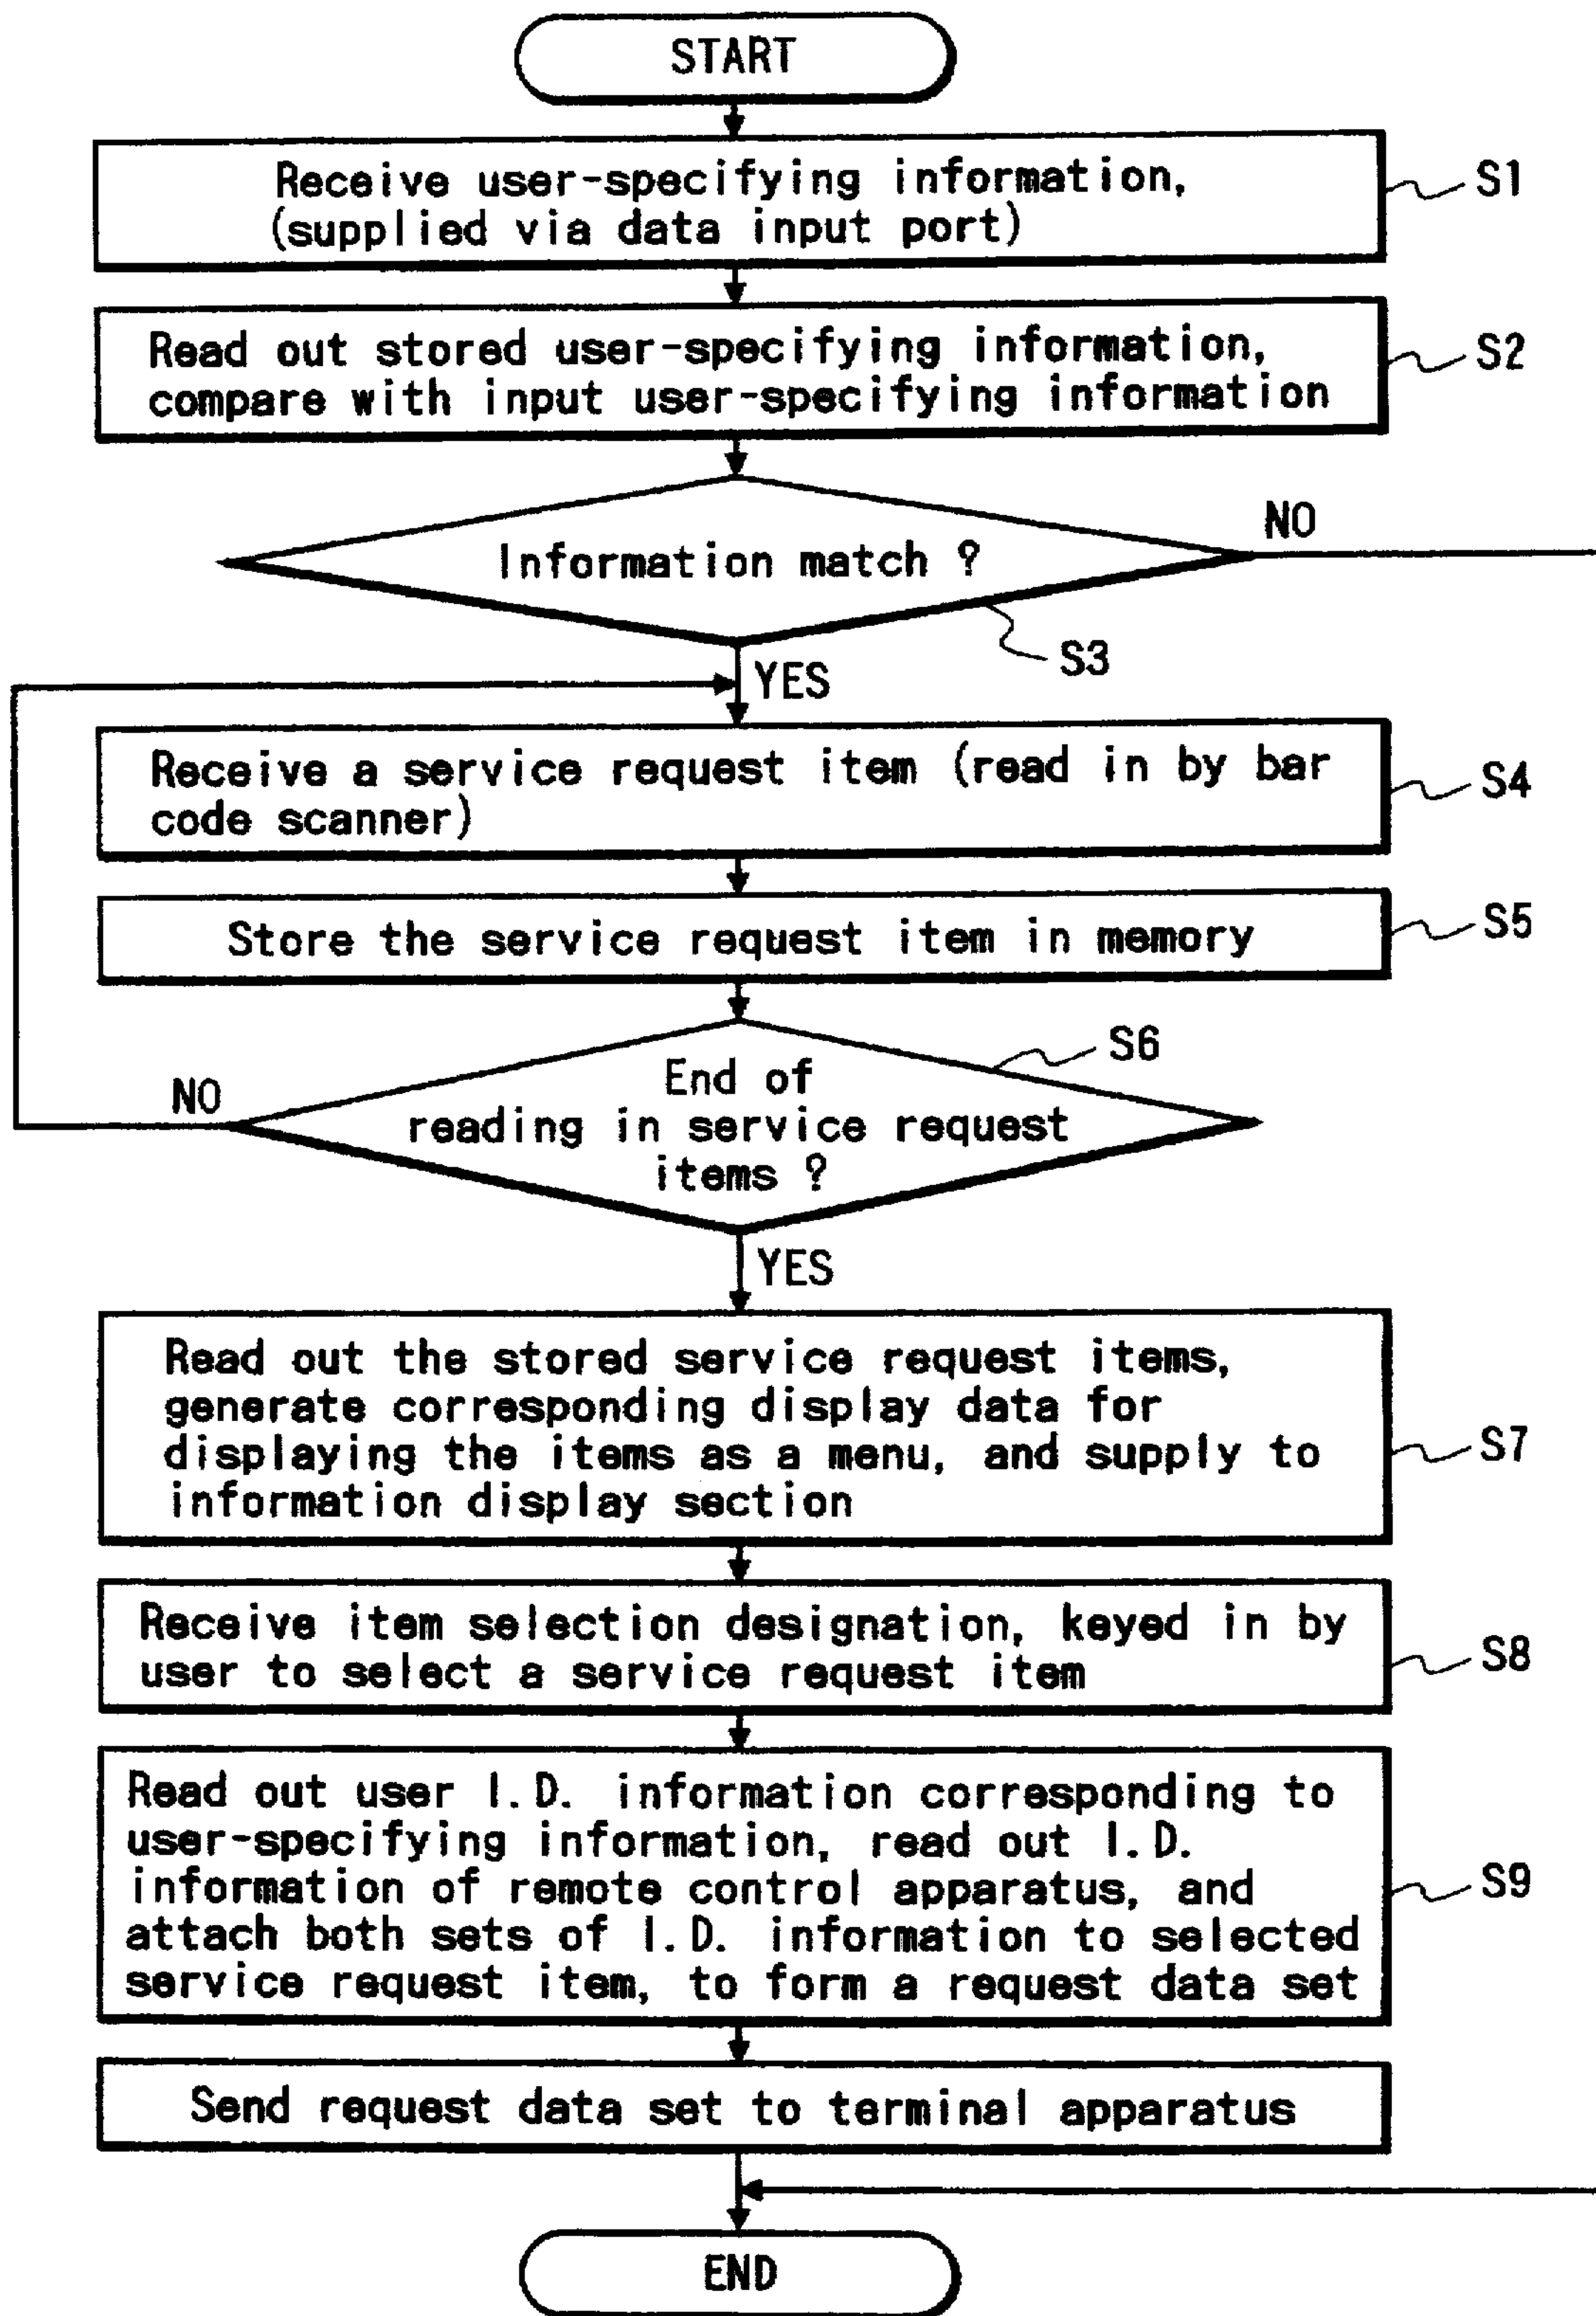 START
Receive user-specifying information,
(supplied via data input port)
S1
Read out stored user-specifying information,
compare with input user-specifying information
S2
Information match ?
NO
S3
YES
Receive a service request item (read in by bar
code scanner)
S4
Store the service request item in memory
S5
End of
reading in service request
items ?
S6
NO
YES
Read out the stored service request items,
generate corresponding display data for
displaying the items as a menu, and supply to
information display section
S7
Receive item selection designation, keyed in by
user to select a service request item
S8
Read out user I.D. information corresponding to
user-specifying information, read out I.D.
information of remote control apparatus, and
attach both sets of I.D. information to selected
service request item, to form a request data set
S9
Send request data set to terminal apparatus
END